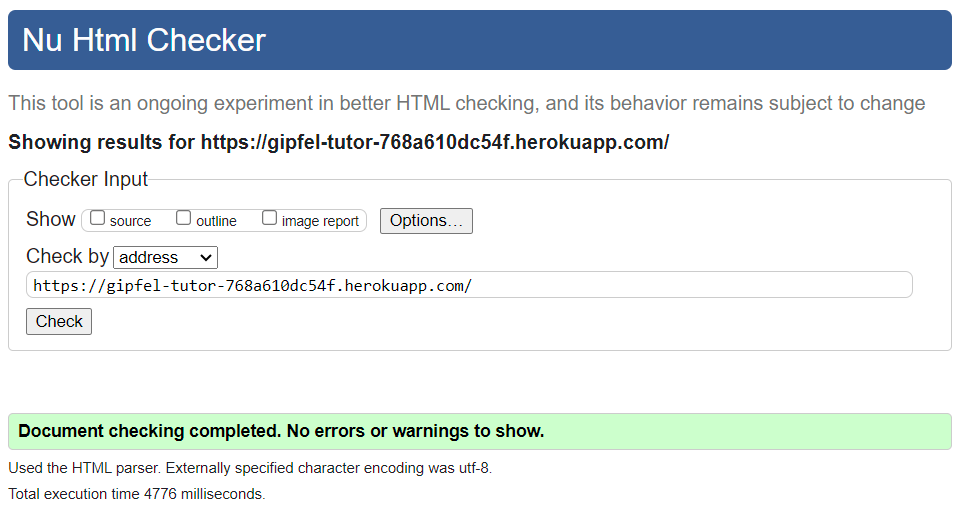 Nu Html Checker
This tool is an ongoing experiment in better HTML checking, and its behavior remains subject to change
Showing results for https://gipfel-tutor-768a610dc54f.herokuapp.com/
Checker Input
Show source outline image report Options…
Check by address
https://gipfel-tutor-768a610dc54f.herokuapp.com/
Check
Document checking completed. No errors or warnings to show.
Used the HTML parser. Externally specified character encoding was utf-8.
Total execution time 4776 milliseconds.